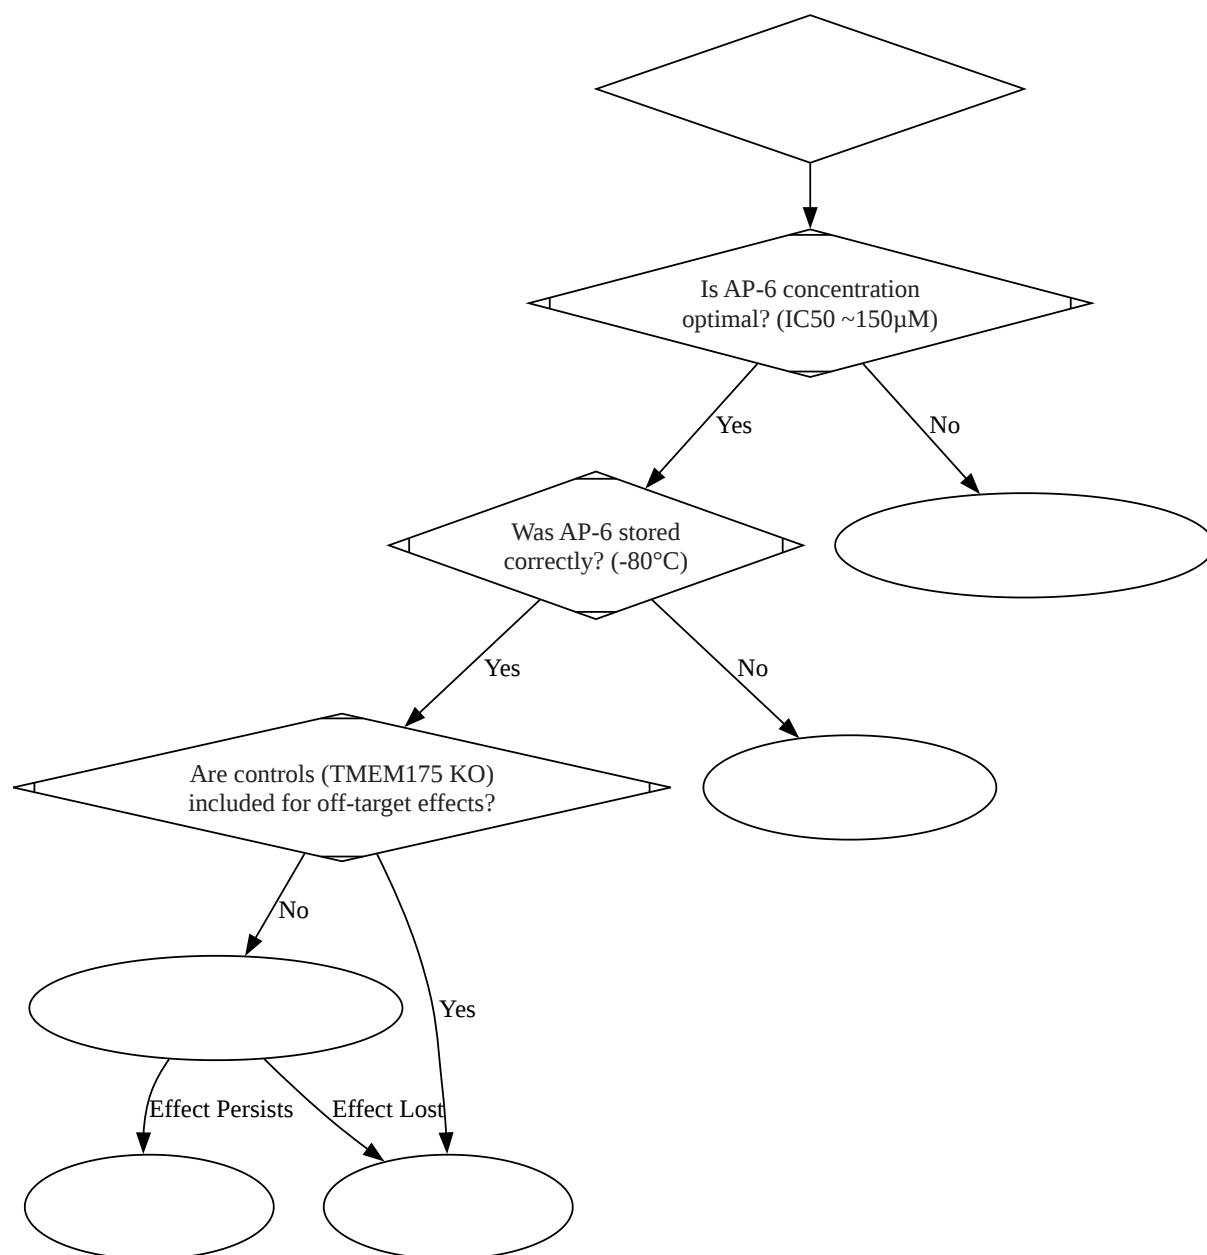 Is AP-6 concentration
optimal? (IC50 ~150µM)
Yes
No
Was AP-6 stored
correctly? (-80°C)
Yes
No
Are controls (TMEM175 KO)
included for off-target effects?
No
Yes
Effect Persists
Effect Lost